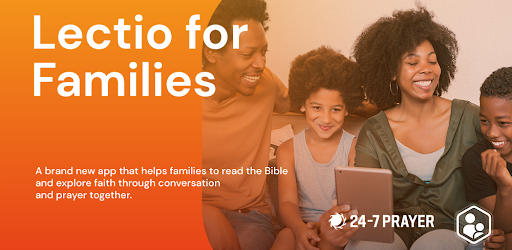 Lectio for
Families
A brand new app that helps families to read the Bible
and explore faith through conversation
and prayer together.
24-7 PRAYER